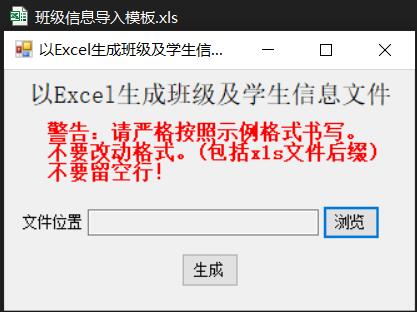 班级信息导入模板.xls
以Excel生成班级及学生信...
以Excel生成班级及学生信息文件
警告：请严格按照示例格式书写。
不要改动格式。(包括xls文件后缀)
不要留空行!
文件位置 浏览
生成